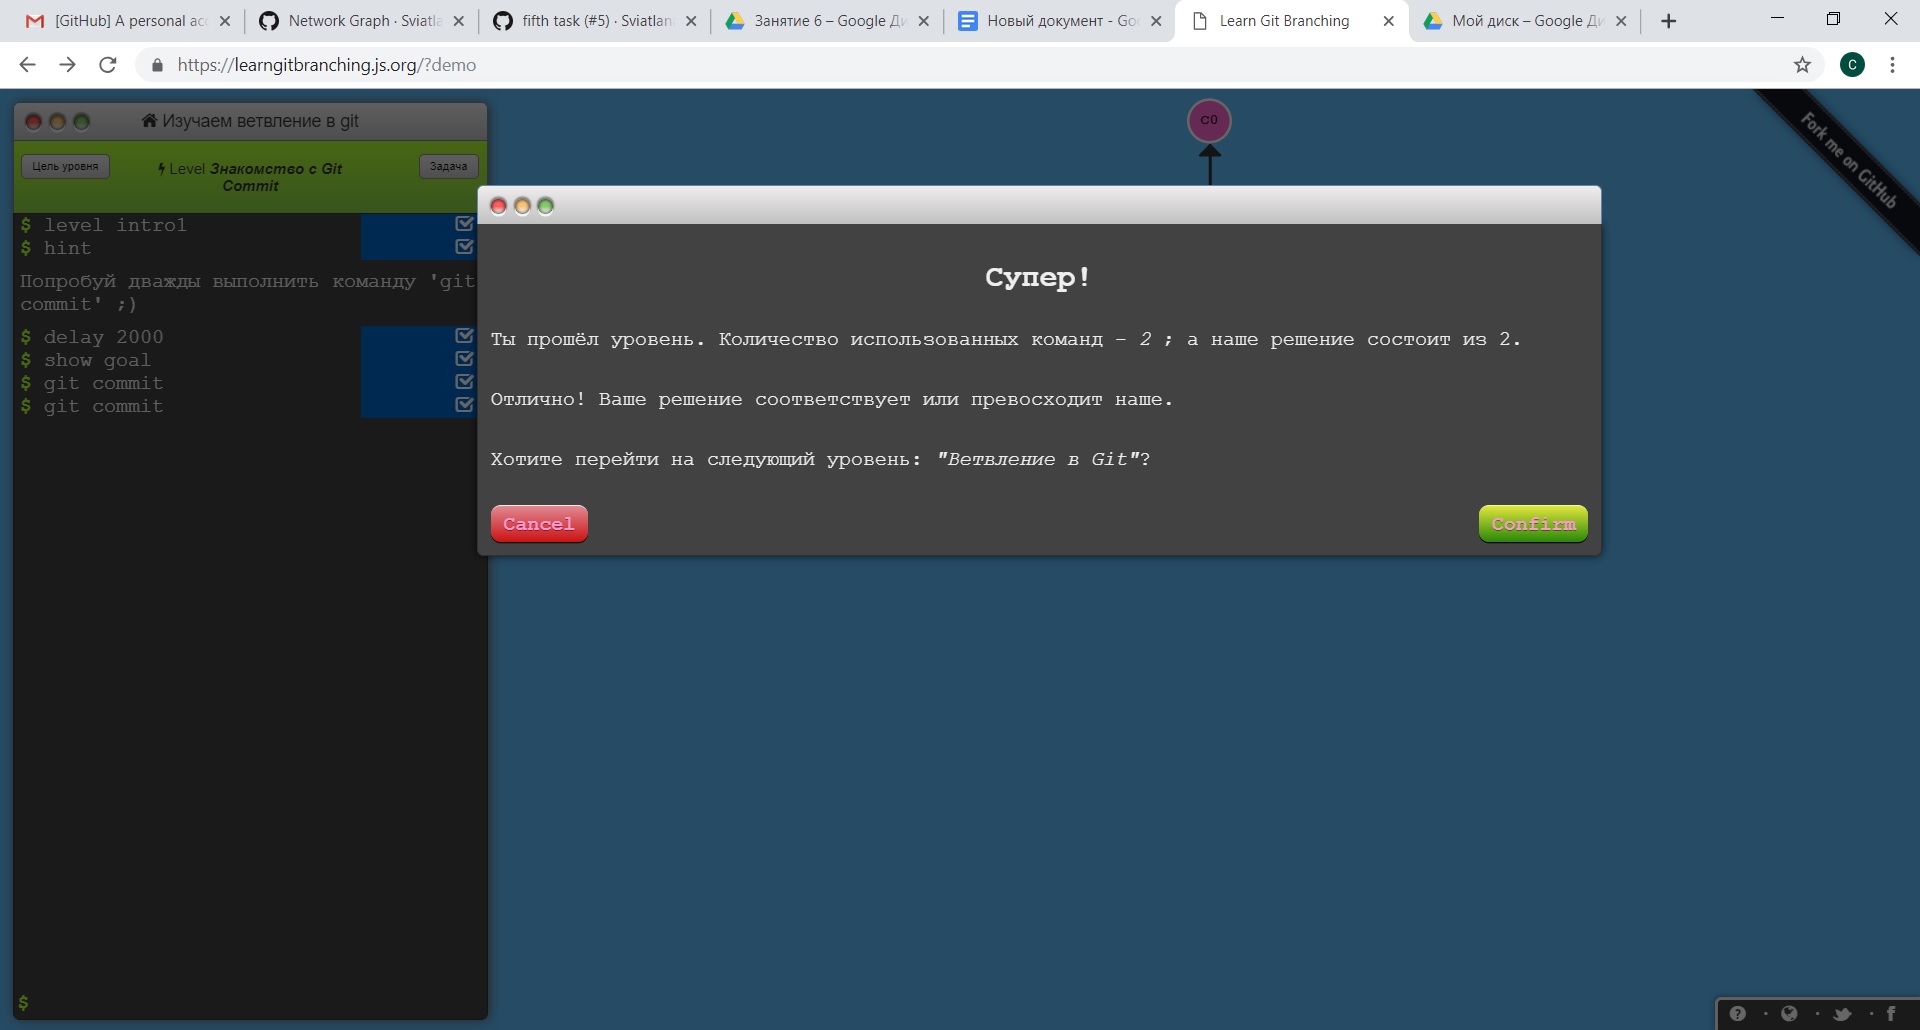 [GitHub] A personal acc
Network Graph · Sviatla
fifth task (#5) · Sviatlan
Занятие 6 – Google Ди
Новый документ - Goo
Learn Git Branching
Мой диск – Google Ди
https://learngitbranching.js.org/?demo
C
Изучаем ветвление в git
Цель уровня
Level Знакомство с Git
Commit
Задача
$ level intro1
$ hint
Попробуй дважды выполнить команду 'git
commit' ;)
$ delay 2000
$ show goal
$ git commit
$ git commit
$
C0
Fork me on GitHub
Супер!
Ты прошёл уровень. Количество использованных команд – 2 ; а наше решение состоит из 2.
Отлично! Ваше решение соответствует или превосходит наше.
Хотите перейти на следующий уровень: "Ветвление в Git"?
Cancel
Confirm